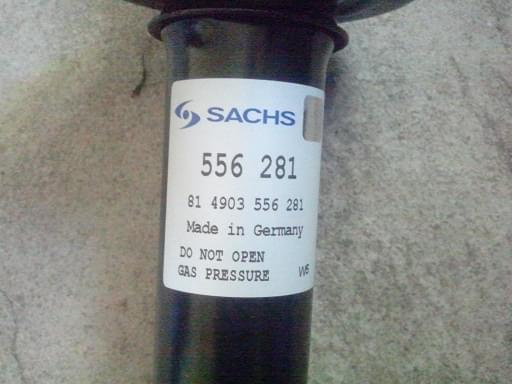 SACHS
556 281
81 4903 556 281
Made in Germany
DO NOT OPEN
GAS PRESSURE